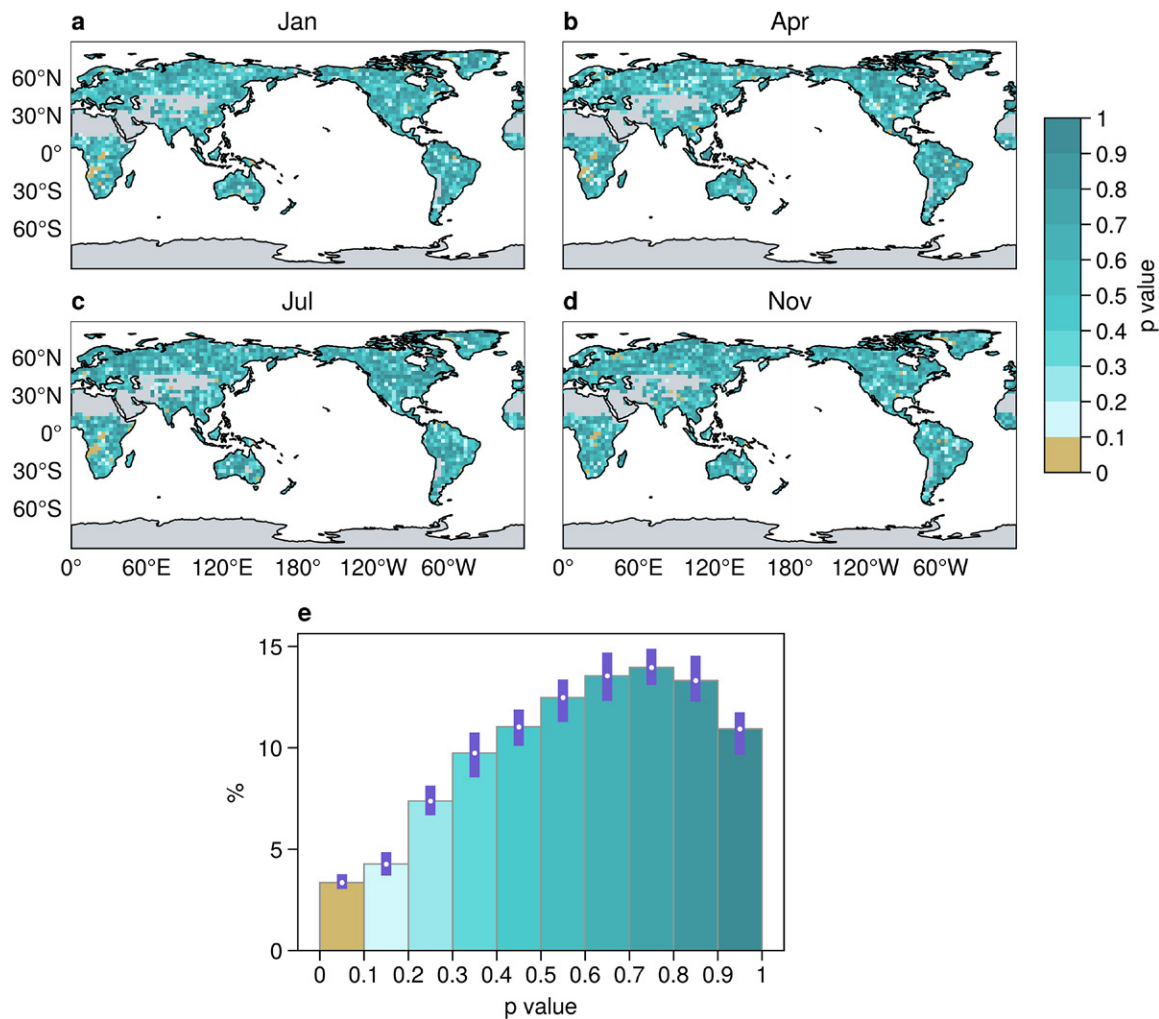 a Jan
b Apr
60°N
30°N
0°
30°S
60°S
c Jul
d Nov
60°N
30°N
0°
30°S
60°S
0° 60°E 120°E 180° 120°W 60°W
0° 60°E 120°E 180° 120°W 60°W
1
0.9
0.8
0.7
0.6
0.5
0.4
0.3
0.2
0.1
0
p value
e
15
10
5
0
%
0 0.1 0.2 0.3 0.4 0.5 0.6 0.7 0.8 0.9 1
p value